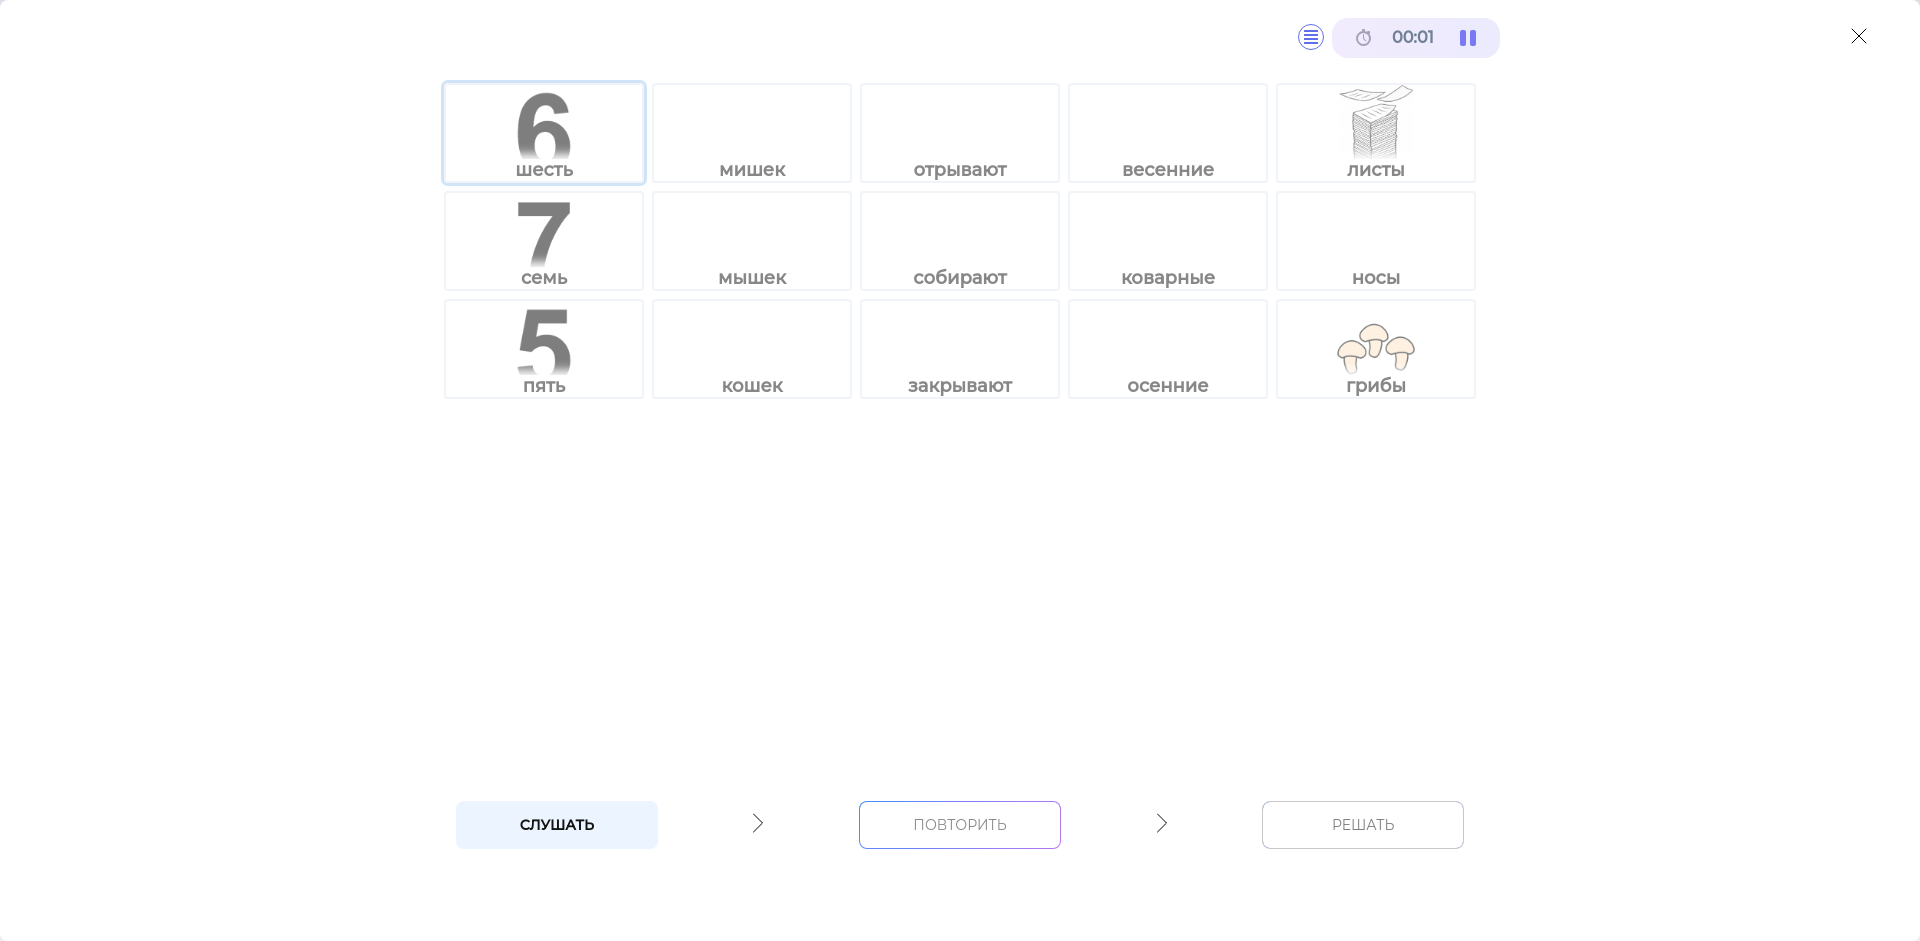 00:01
6
шесть мишек отрывают весенние листы
7
семь мышек собирают коварные носы
5
пять кошек закрывают осенние грибы
СЛУШАТЬ ПОВТОРИТЬ РЕШАТЬ